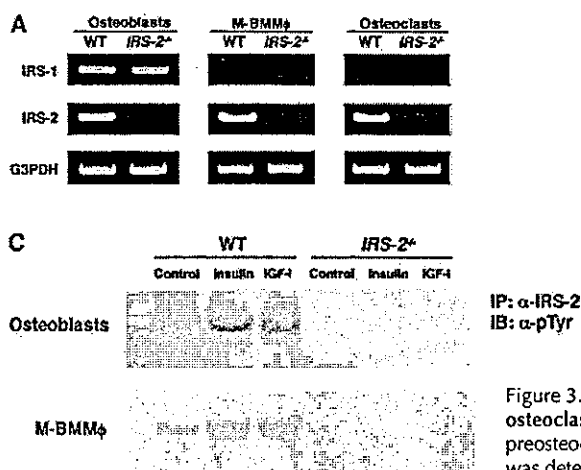 A
Osteoblasts M-BMMϕ Osteoclasts
WT IRS-2-/- WT IRS-2-/- WT IRS-2-/-
IRS-1
IRS-2
G3PDH
C
WT IRS-2-/-
Control Insulin IGF-I Control Insulin IGF-I
Osteoblasts
IP: α-IRS-2
IB: α-pTyr
M-BMMϕ
Figure 3.
osteoclas
preosteoc
was dete